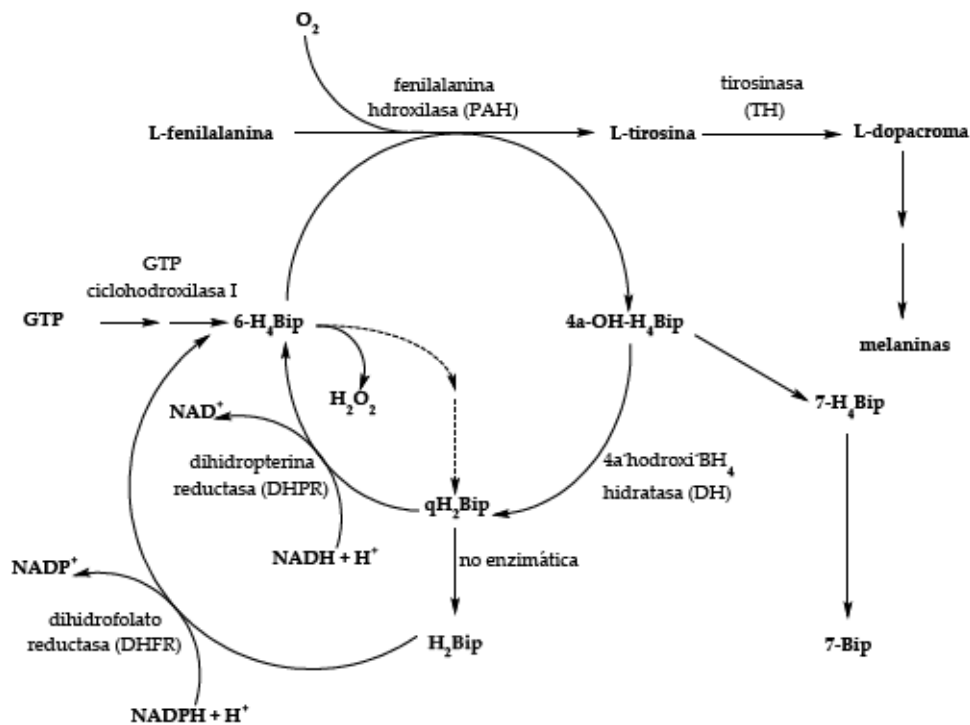 O₂
fenilalanina
hdroxilasa (PAH)
tirosinasa
(TH)
L-fenilalanina
L-tirosina
L-dopacroma
GTP
ciclohodroxilasa I
GTP
6-H₄Bip
4a-OH-H₄Bip
melaninas
H₂O₂
7-H₄Bip
NAD⁺
dihidropterina
reductasa (DHPR)
4a´hodroxi´BH₄
hidratasa (DH)
qH₂Bip
NADH + H⁺
no enzimática
NADP⁺
dihidrofolato
reductasa (DHFR)
H₂Bip
7-Bip
NADPH + H⁺